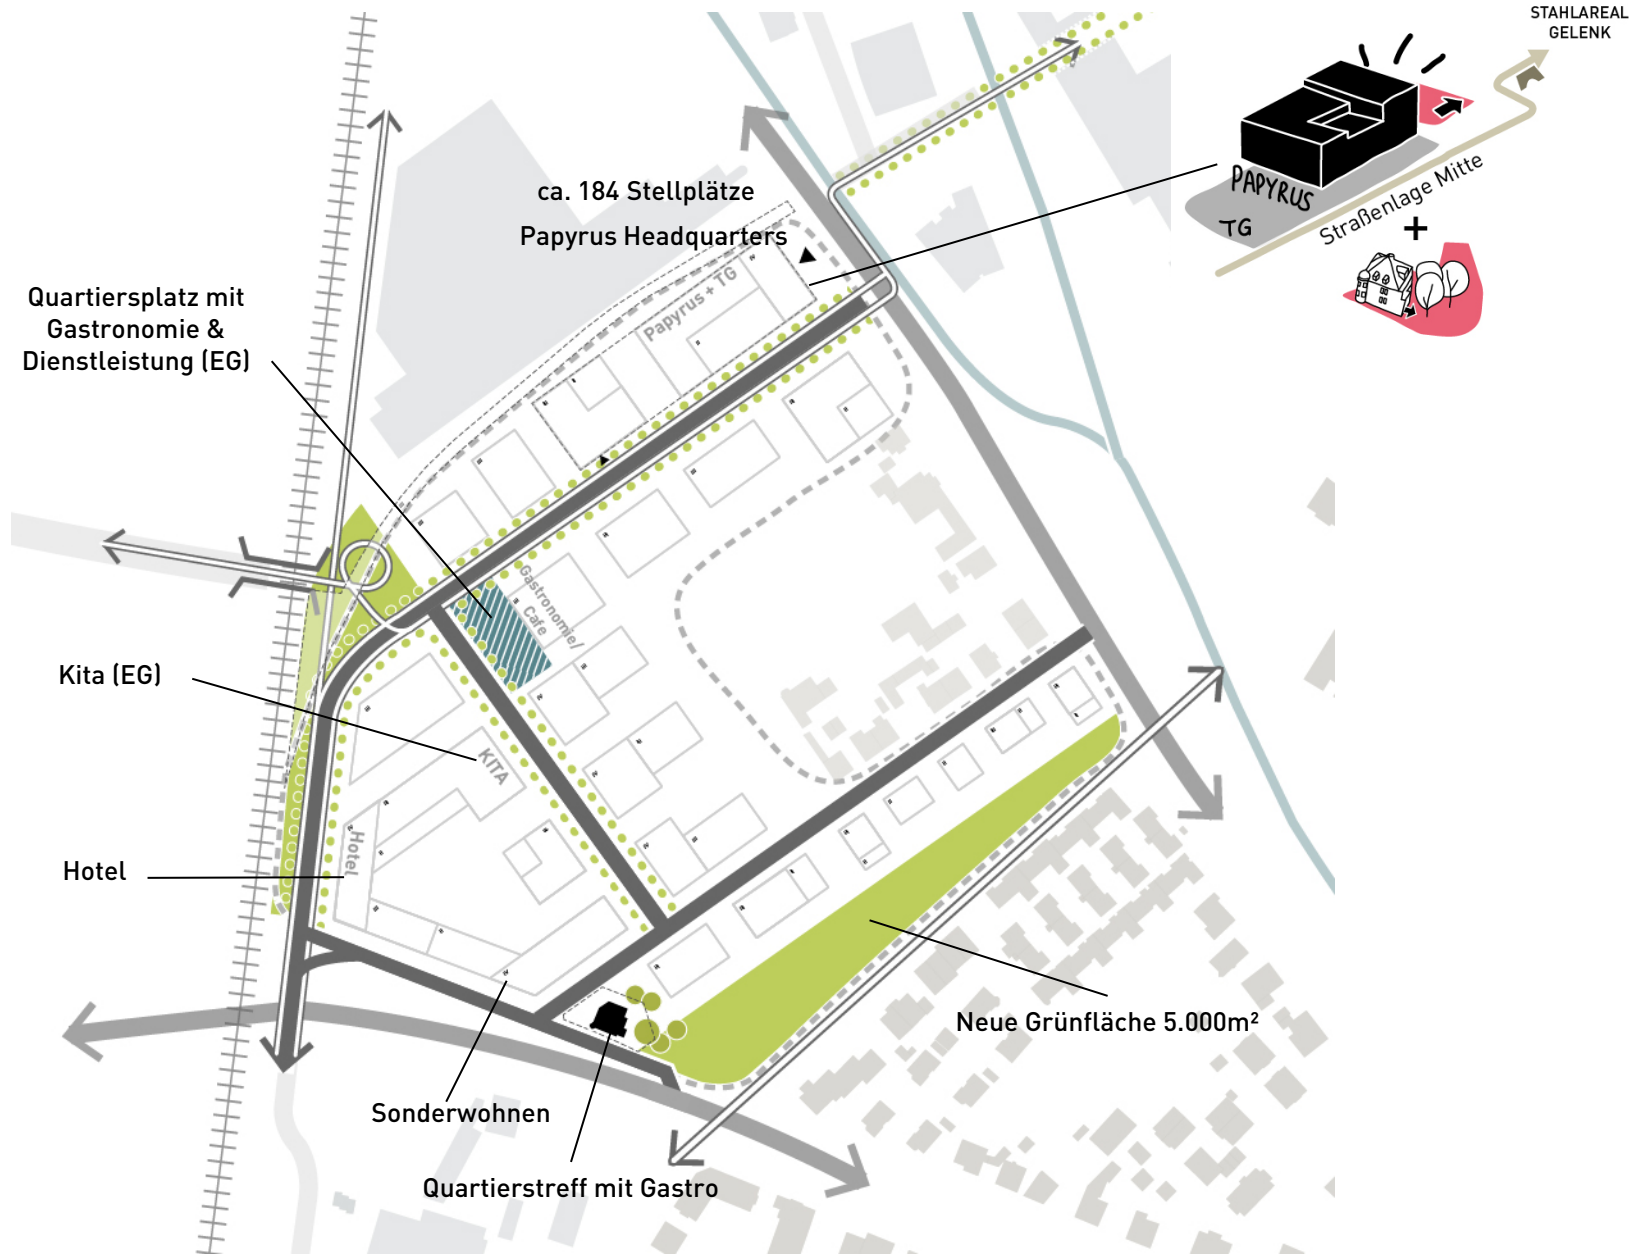 STAHLAREAL
GELENK
PAPYRUS
TG
Straßenlage Mitte
+
ca. 184 Stellplätze
Papyrus Headquarters
Papyrus + TG
Quartiersplatz mit
Gastronomie &
Dienstleistung (EG)
Gastronomie/
Cafe
Kita (EG)
KITA
Hotel
Hotel
Neue Grünfläche 5.000m²
Sonderwohnen
Quartierstreff mit Gastro